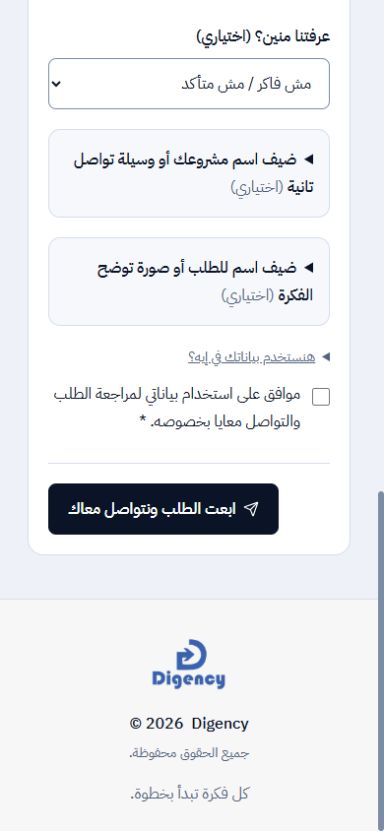 عرفتنا منين؟ (اختياري)
مش فاكر / مش متأكد
ضيف اسم مشروعك أو وسيلة تواصل
تانية (اختياري)
ضيف اسم للطلب أو صورة توضح
الفكرة (اختياري)
هنستخدم بياناتك في إيه؟
موافق على استخدام بياناتي لمراجعة الطلب
والتواصل معايا بخصوصه. *
ابعت الطلب ونتواصل معاك
Digency
© 2026 Digency
جميع الحقوق محفوظة.
كل فكرة تبدأ بخطوة.